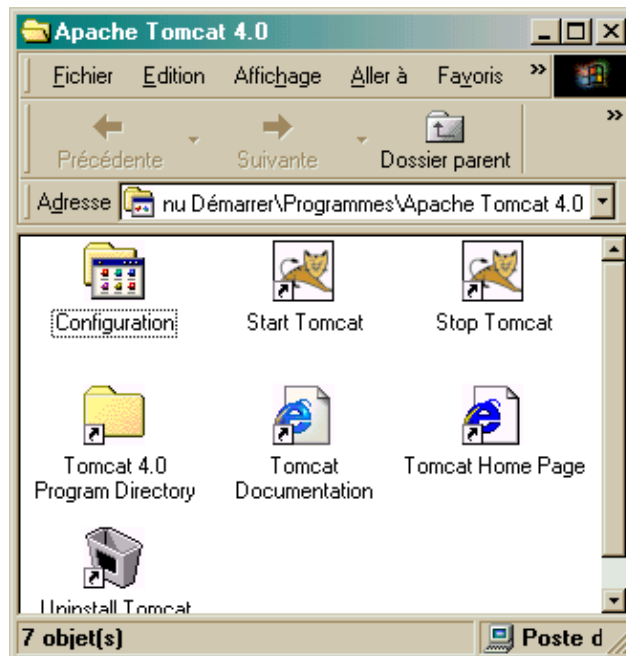 Apache Tomcat 4.0
Fichier Edition Affichage Aller à Favoris »
Précédente Suivante Dossier parent »
Adresse nu Démarrer\Programmes\Apache Tomcat 4.0
Configuration Start Tomcat Stop Tomcat
Tomcat 4.0
Program Directory
Tomcat
Documentation
Tomcat Home Page
Uninstall Tomcat
7 objet(s) Poste d